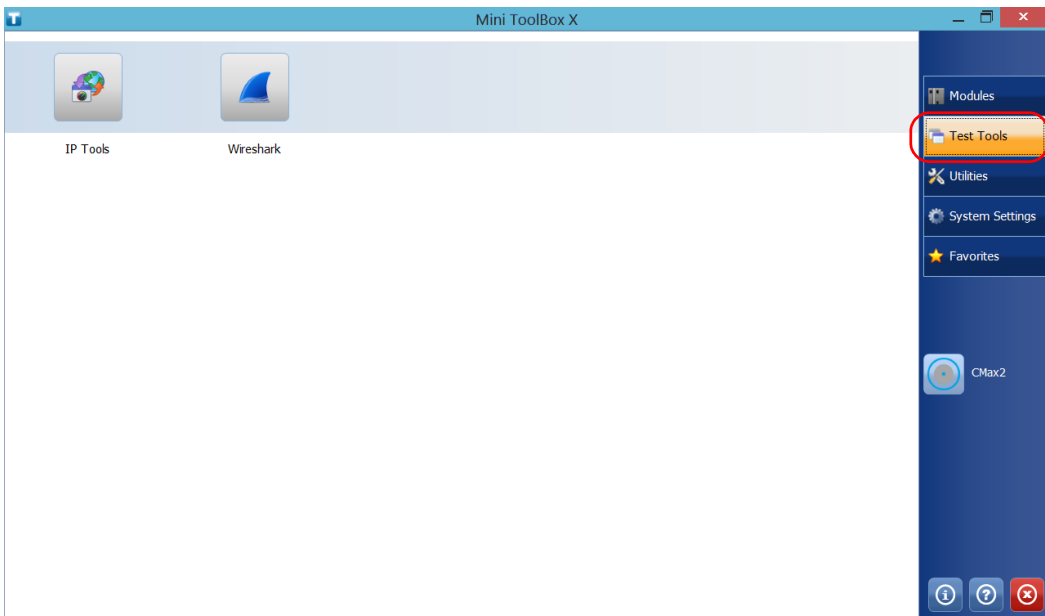 Mini ToolBox X
IP Tools
Wireshark
Modules
Test Tools
Utilities
System Settings
Favorites
CMax2